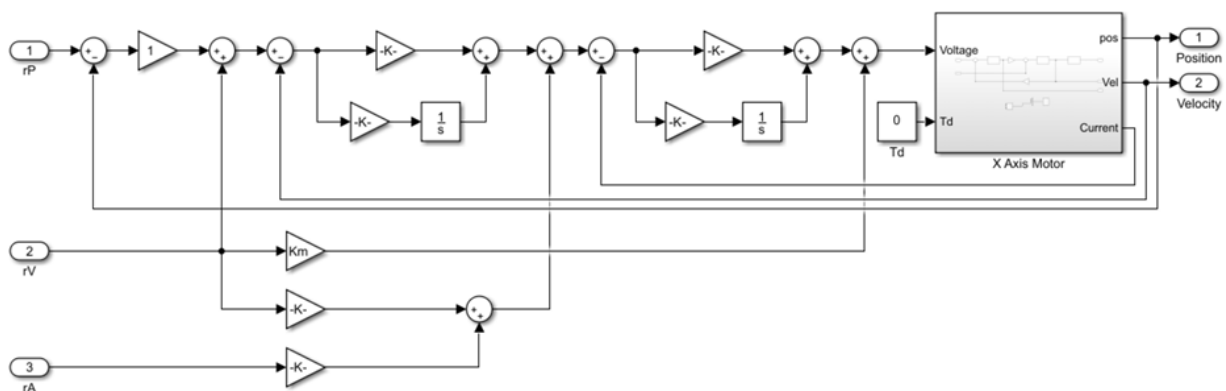 1
rP
1
-K-
-K-
1
s
-K-
-K-
1
s
0
Td
Voltage
Td
pos
Vel
Current
X Axis Motor
1
Position
2
Velocity
2
rV
Km
-K-
3
rA
-K-